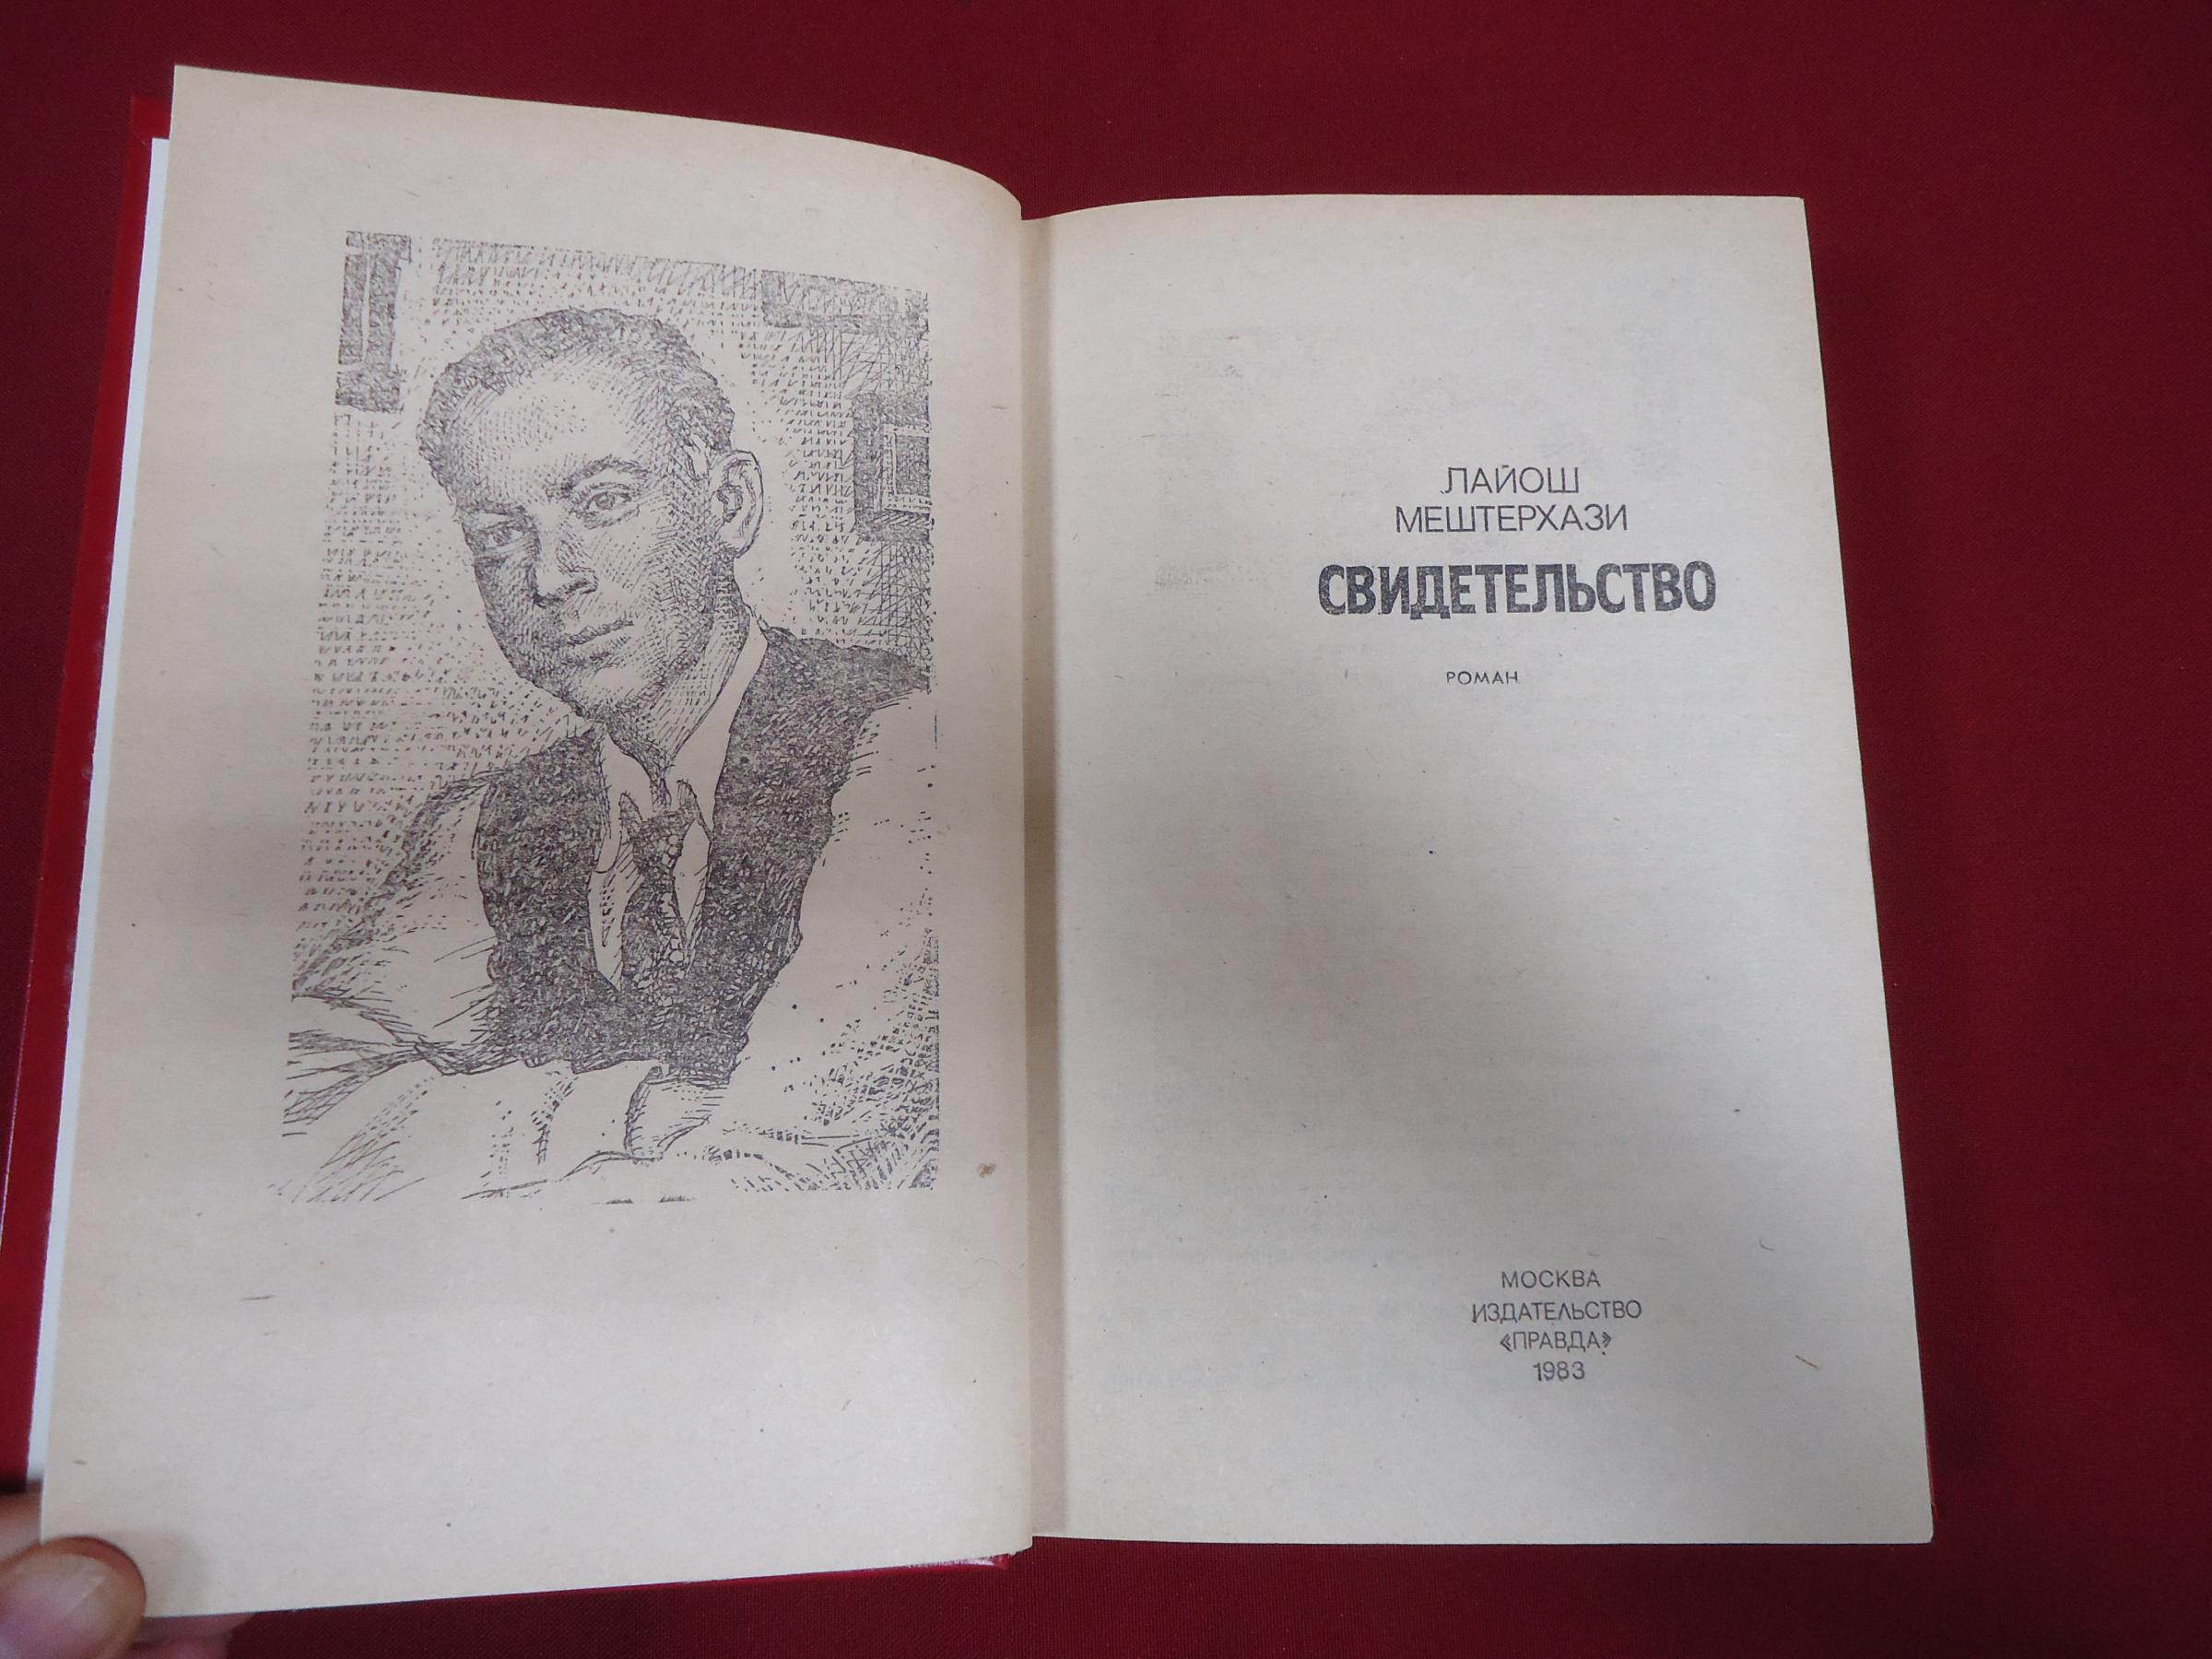 ЛАЙОШ
МЕШТЕРХАЗИ
СВИДЕТЕЛЬСТВО
РОМАН
МОСКВА
ИЗДАТЕЛЬСТВО
«ПРАВДА»
1983